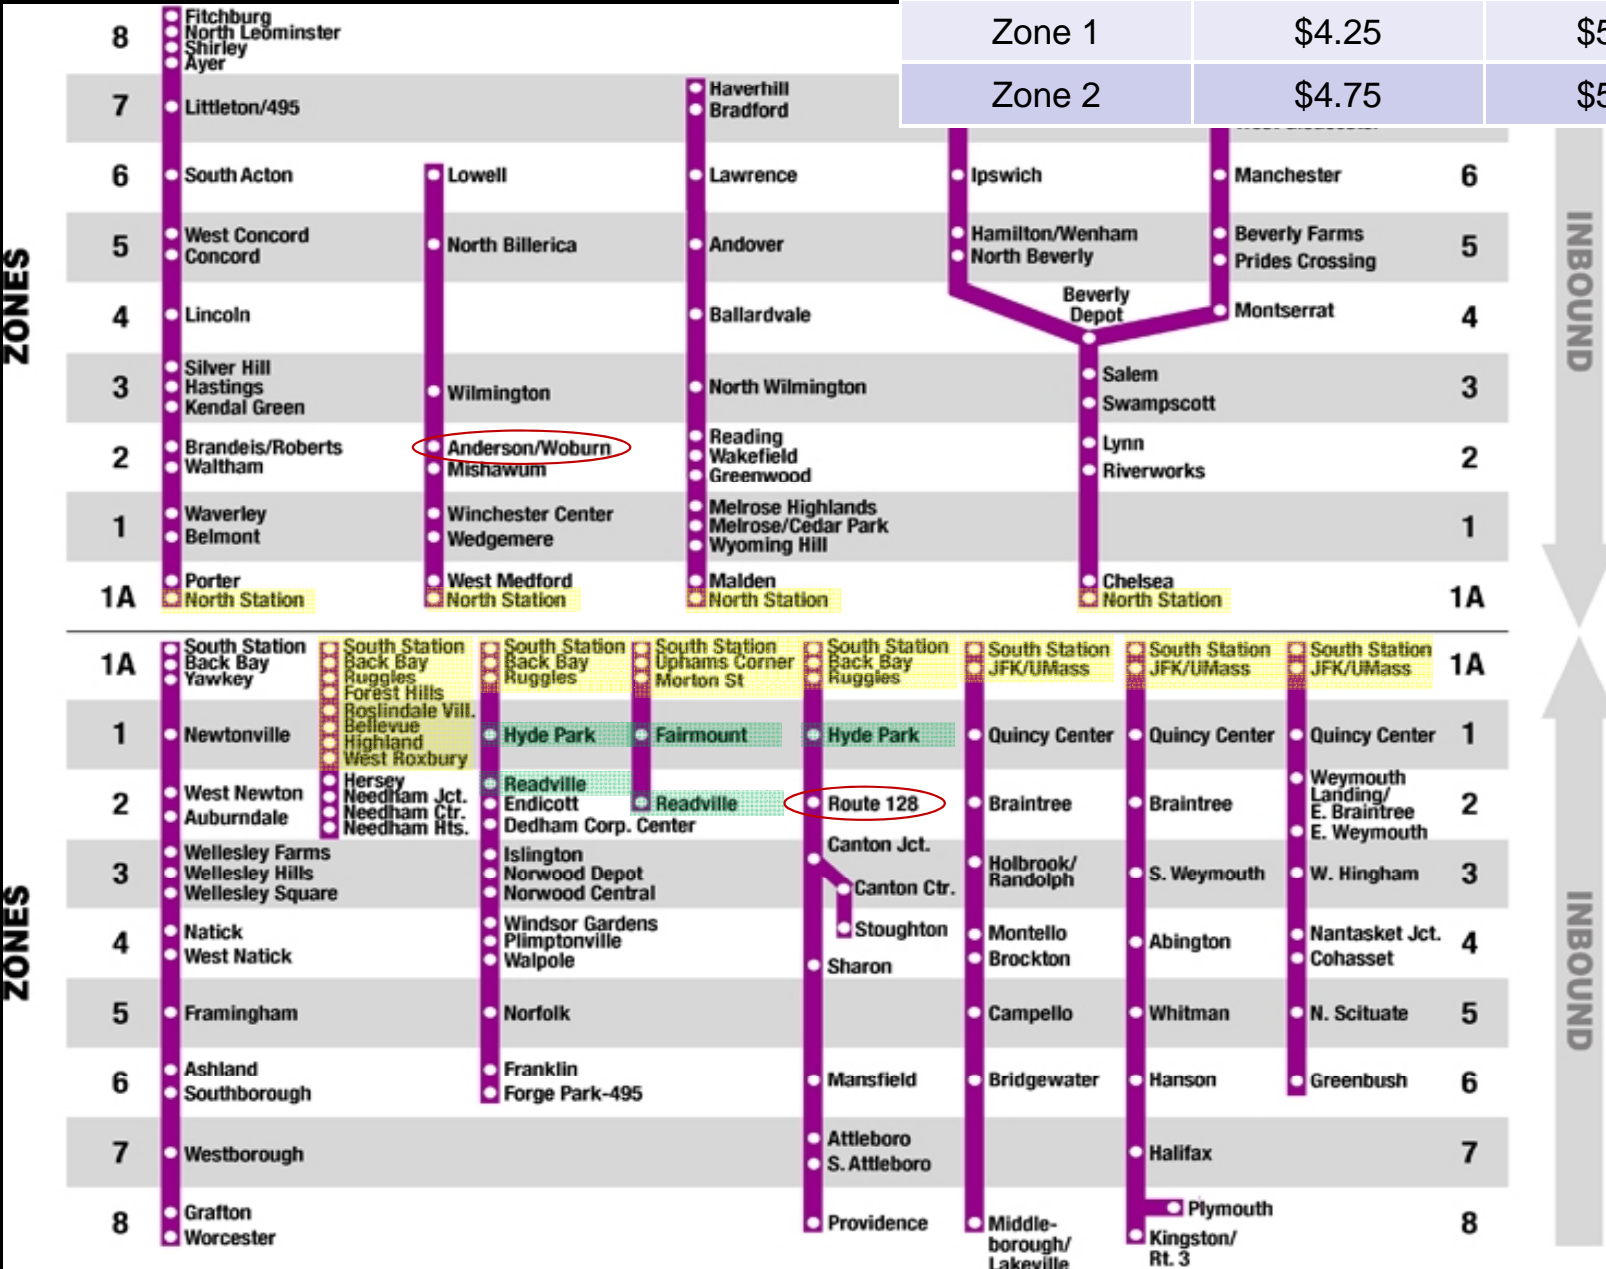 Zone 1 $4.25
Zone 2 $4.75
ZONES
INBOUND
8
Fitchburg
North Leominster
Shirley
Ayer
7
Littleton/495
Haverhill
Bradford
6
South Acton
Lowell
Lawrence
Ipswich
Manchester
6
5
West Concord
Concord
North Billerica
Andover
Hamilton/Wenham
North Beverly
Beverly Farms
Prides Crossing
5
4
Lincoln
Ballardvale
Beverly
Depot
Montserrat
4
3
Silver Hill
Hastings
Kendal Green
Wilmington
North Wilmington
Salem
Swampscott
3
2
Brandeis/Roberts
Waltham
Anderson/Woburn
Mishawum
Reading
Wakefield
Greenwood
Lynn
Riverworks
2
1
Waverley
Belmont
Winchester Center
Wedgemere
Melrose Highlands
Melrose/Cedar Park
Wyoming Hill
1
1A
Porter
North Station
West Medford
North Station
Malden
North Station
Chelsea
North Station
1A
ZONES
INBOUND
1A
South Station
Back Bay
Yawkey
South Station
Back Bay
Ruggles
Forest Hills
Roslindale Vill.
Bellevue
Highland
West Roxbury
South Station
Back Bay
Ruggles
South Station
Uphams Corner
Morton St
South Station
Back Bay
Ruggles
South Station
JFK/UMass
South Station
JFK/UMass
South Station
JFK/UMass
1A
1
Newtonville
Hyde Park
Fairmount
Hyde Park
Quincy Center
Quincy Center
Quincy Center
1
2
West Newton
Auburndale
Hersey
Needham Jct.
Needham Ctr.
Needham Hts.
Readville
Endicott
Dedham Corp. Center
Readville
Route 128
Braintree
Braintree
Weymouth
Landing/
E. Braintree
E. Weymouth
2
3
Wellesley Farms
Wellesley Hills
Wellesley Square
Islington
Norwood Depot
Norwood Central
Canton Jct.
Canton Ctr.
Holbrook/
Randolph
S. Weymouth
W. Hingham
3
4
Natick
West Natick
Windsor Gardens
Plimptonville
Walpole
Stoughton
Sharon
Montello
Brockton
Abington
Nantasket Jct.
Cohasset
4
5
Framingham
Norfolk
Campello
Whitman
N. Scituate
5
6
Ashland
Southborough
Franklin
Forge Park-495
Mansfield
Bridgewater
Hanson
Greenbush
6
7
Westborough
Attleboro
S. Attleboro
Halifax
7
8
Grafton
Worcester
Providence
Middle-
borough/
Lakeville
Plymouth
Kingston/
Rt. 3
8